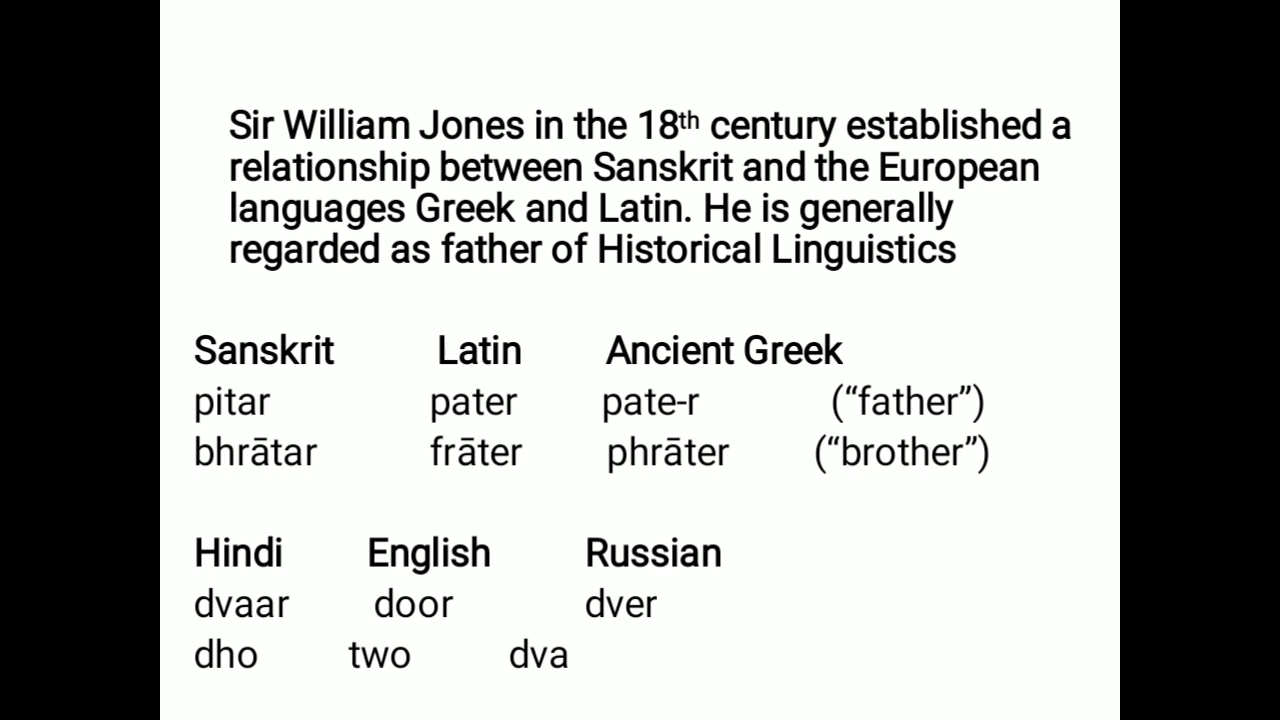 Sir William Jones in the 18th century established a
relationship between Sanskrit and the European
languages Greek and Latin. He is generally
regarded as father of Historical Linguistics
Sanskrit Latin Ancient Greek
pitar pater pate-r (“father”)
bhrātar frāter phrāter (“brother”)
Hindi English Russian
dvaar door dver
dho two dva